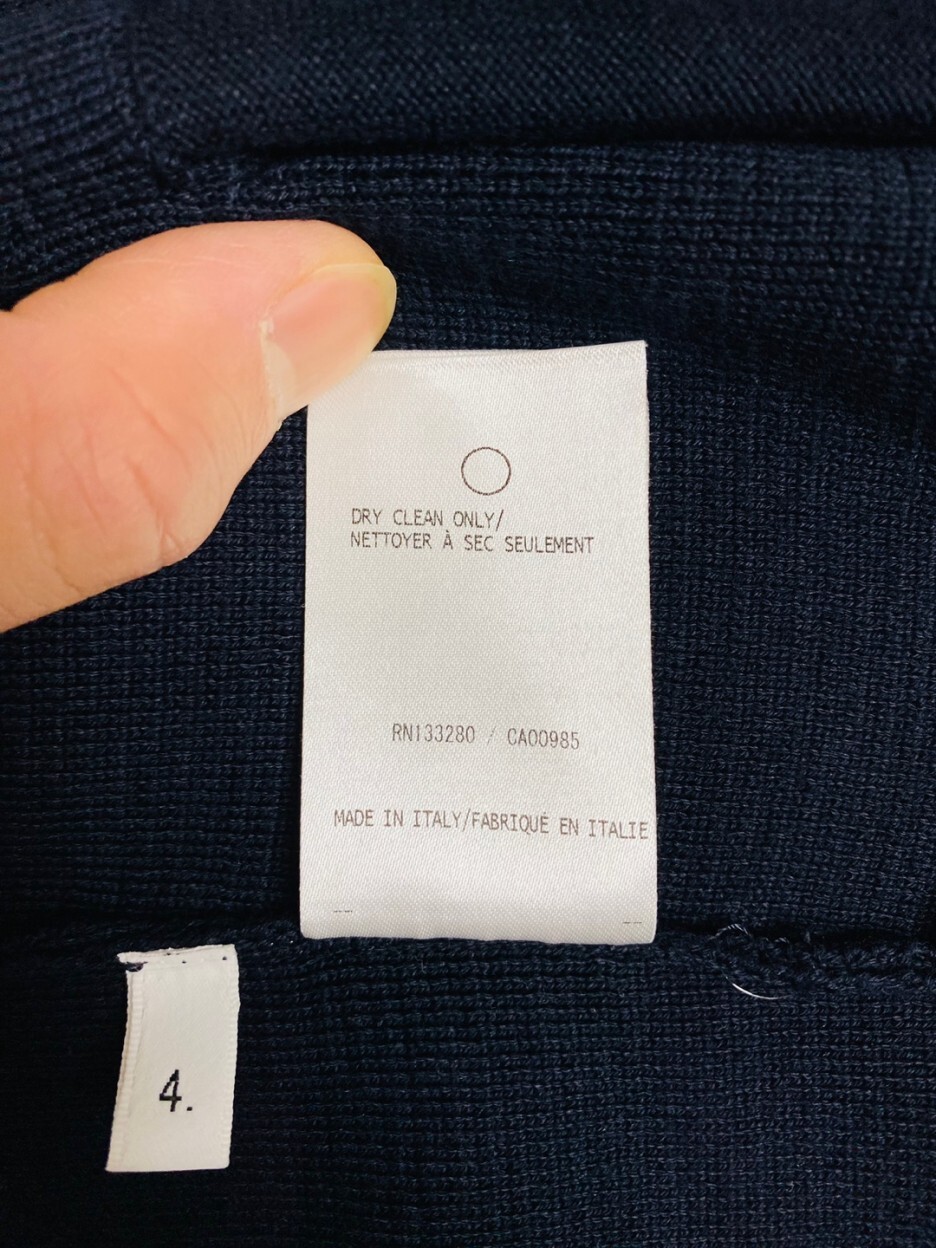 DRY CLEAN ONLY/
NETTOYER À SEC SEULEMENT
RN133280 / CA00985
MADE IN ITALY/FABRIQUÉ EN ITALIE
4.